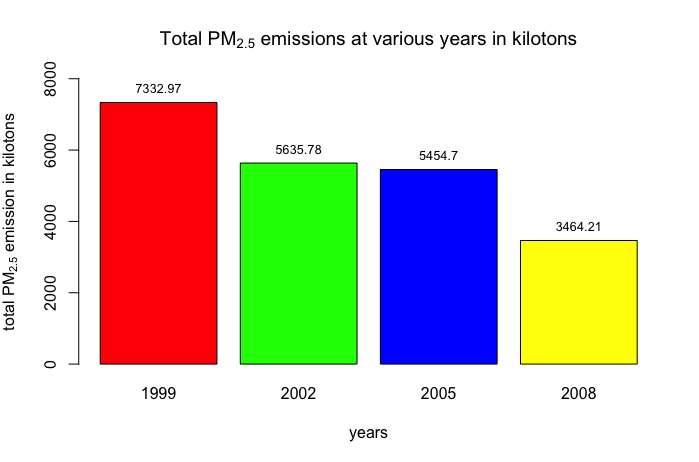 Total PM2.5 emissions at various years in kilotons
total PM2.5 emission in kilotons
8000
6000
4000
2000
0
7332.97
5635.78
5454.7
3464.21
1999 2002 2005 2008
years